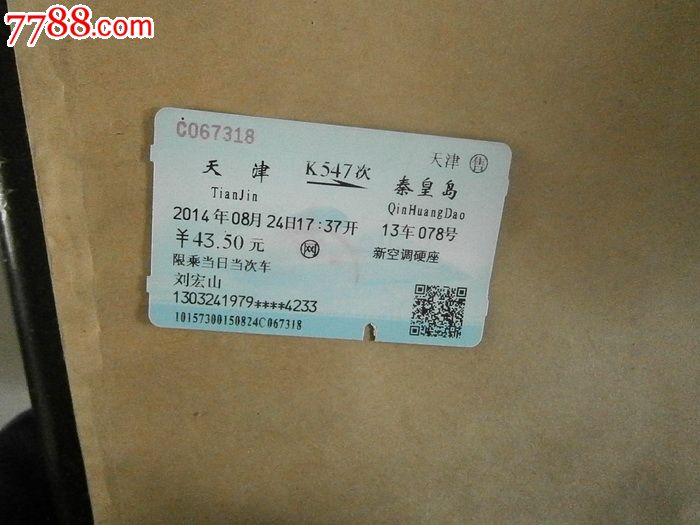 7788.com
C067318
天津 售
天津 K547次 秦皇岛
TianJin QinHuangDao
2014年08月24日17:37开 13车078号
¥43.50元 网 新空调硬座
限乘当日当次车
刘宏山
1303241979****4233
10157300150824C067318